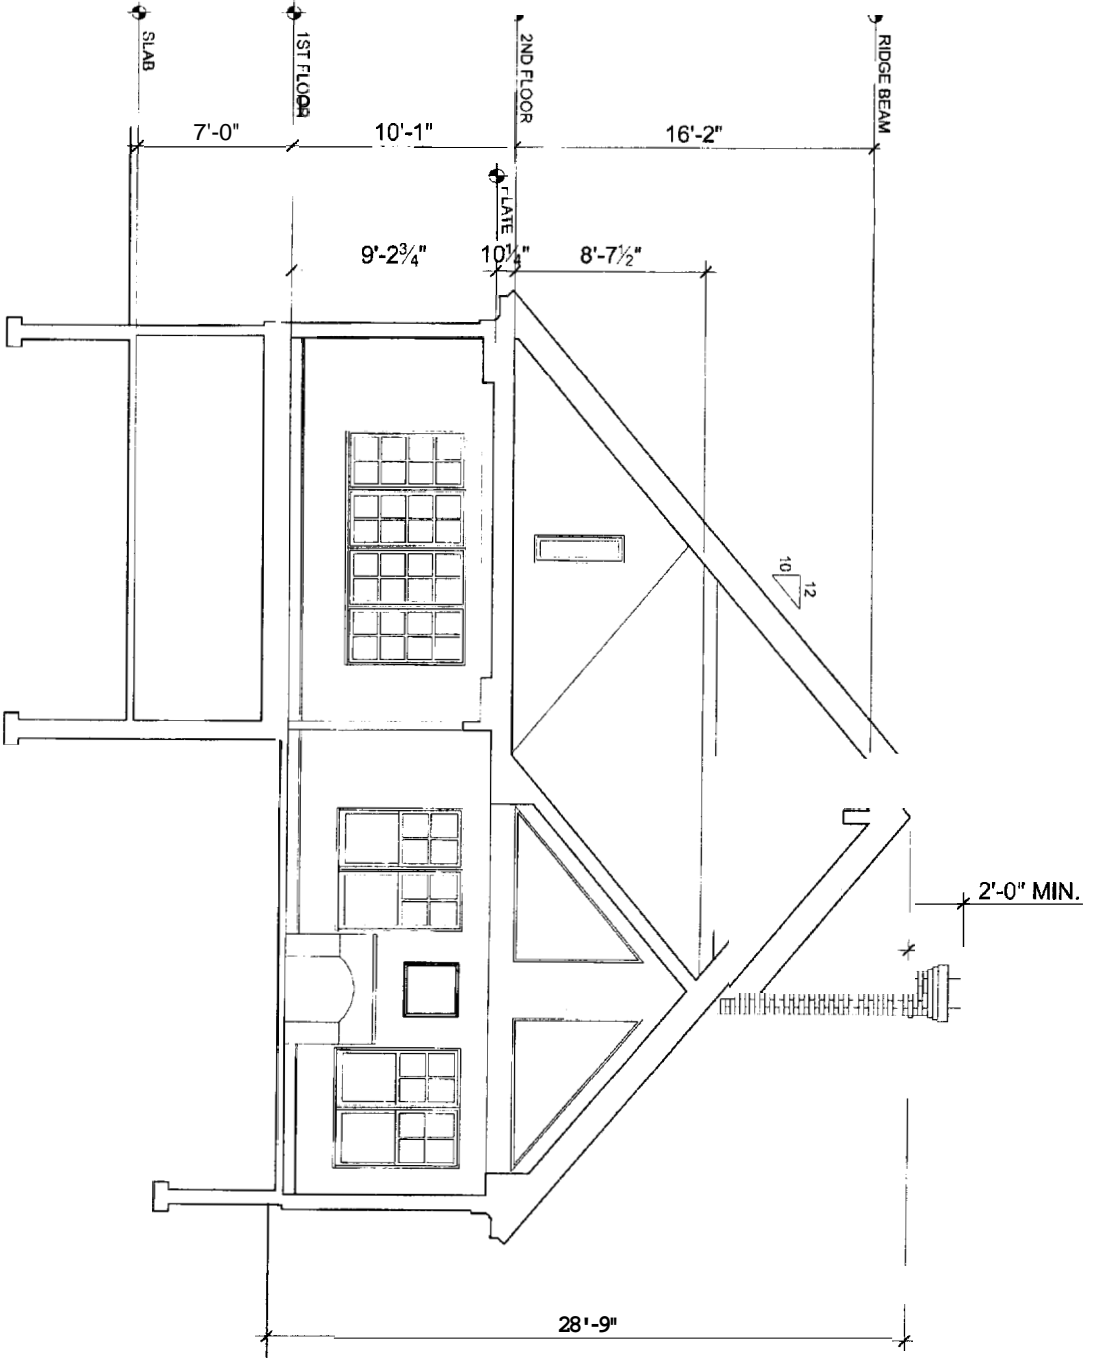 SLAB
1ST FLOOR
2ND FLOOR
RIDGE BEAM
7'-0"
10'-1"
16'-2"
PLATE
9'-2¾"
10¼"
8'-7½"
10
12
2'-0" MIN.
28'-9"